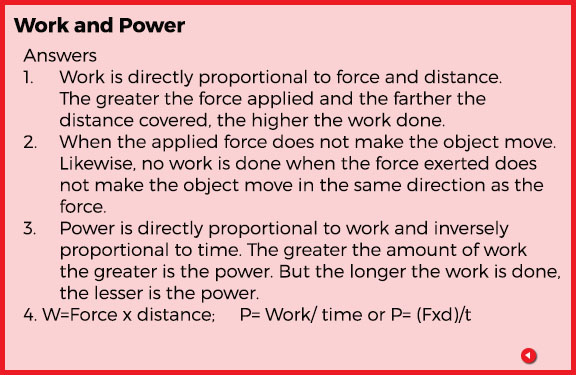 Work and Power
Answers
1. Work is directly proportional to force and distance.
The greater the force applied and the farther the
distance covered, the higher the work done.
2. When the applied force does not make the object move.
Likewise, no work is done when the force exerted does
not make the object move in the same direction as the
force.
3. Power is directly proportional to work and inversely
proportional to time. The greater the amount of work
the greater is the power. But the longer the work is done,
the lesser is the power.
4. W=Force x distance; P= Work/ time or P= (Fxd)/t